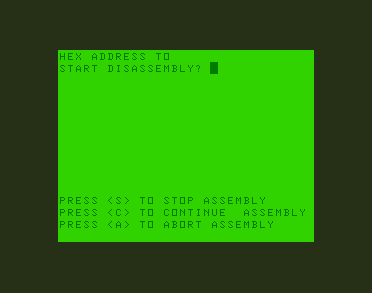 HEX ADDRESS TO
START DISASSEMBLY?
PRESS <S> TO STOP ASSEMBLY
PRESS <C> TO CONTINUE  ASSEMBLY
PRESS <A> TO ABORT ASSEMBLY